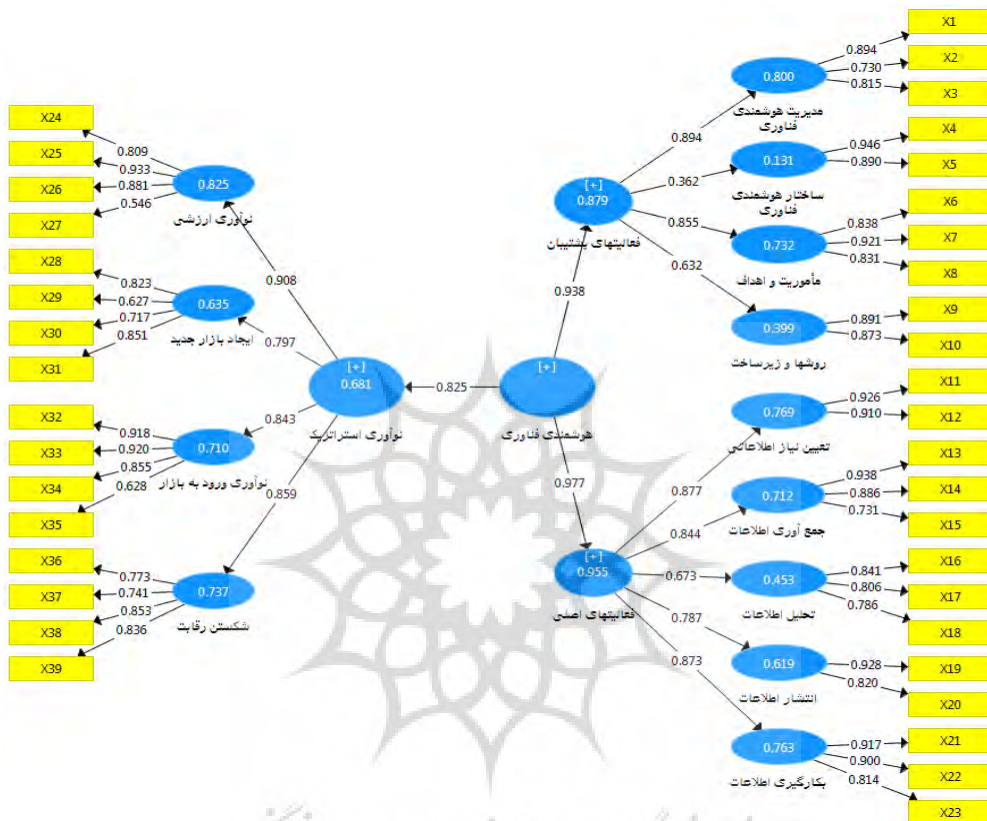 X1
0.894
X2
0.730
0.800
X3
0.815
مدیریت هوشمندی
فناوری
0.894
X4
0.946
0.131
X5
0.890
ساختار هوشمندی
فناوری
0.362
[+]
0.879
فعالیتهای پشتیبان
X6
0.838
0.855
0.732
X7
0.921
X8
0.831
مأموریت و اهداف
0.632
X9
0.891
0.399
X10
0.873
روشها و زیرساخت
0.938
X24
0.809
X25
0.933
0.825
X26
0.881
X27
0.546
نوآوری ارزشی
0.908
X28
0.823
X29
0.627
0.635
X30
0.717
X31
0.851
ایجاد بازار جدید
0.797
[+]
0.681
نوآوری استراتژیک
0.825
[+]
هوشمندی فناوری
X32
0.918
X33
0.920
0.710
0.843
X34
0.855
X35
0.628
نوآوری ورود به بازار
0.859
X36
0.773
X37
0.741
0.737
X38
0.853
X39
0.836
شکستن رقابت
0.977
X11
0.926
0.769
X12
0.910
تعیین نیاز اطلاعاتی
0.877
X13
0.938
0.712
X14
0.886
X15
0.731
جمع آوری اطلاعات
0.844
[+]
0.955
فعالیتهای اصلی
X16
0.841
0.673
0.453
X17
0.806
X18
0.786
تحلیل اطلاعات
0.787
X19
0.928
0.619
X20
0.820
انتشار اطلاعات
0.873
X21
0.917
0.763
X22
0.900
X23
0.814
بکارگیری اطلاعات